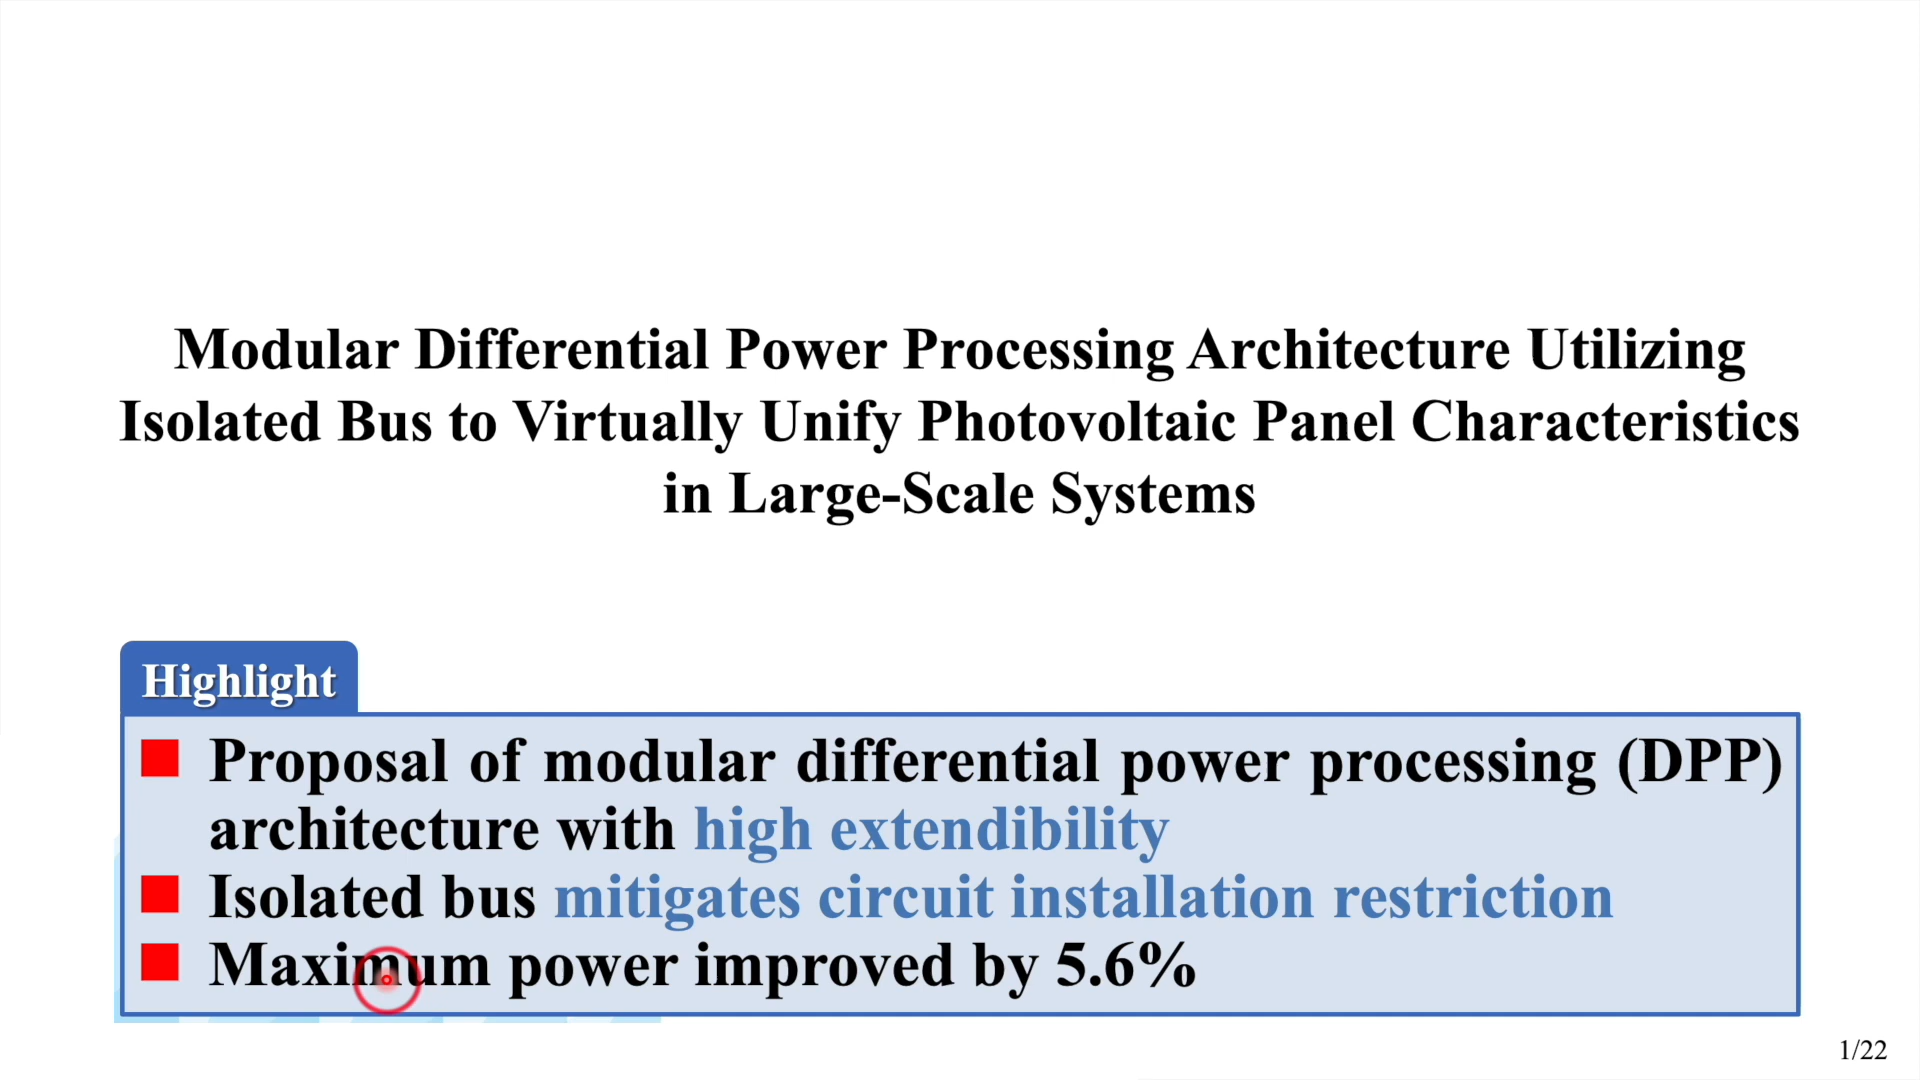 Modular Differential Power Processing Architecture Utilizing
Isolated Bus to Virtually Unify Photovoltaic Panel Characteristics
in Large-Scale Systems
Highlight
Proposal of modular differential power processing (DPP)
architecture with high extendibility
Isolated bus mitigates circuit installation restriction
Maximum power improved by 5.6%
1/22